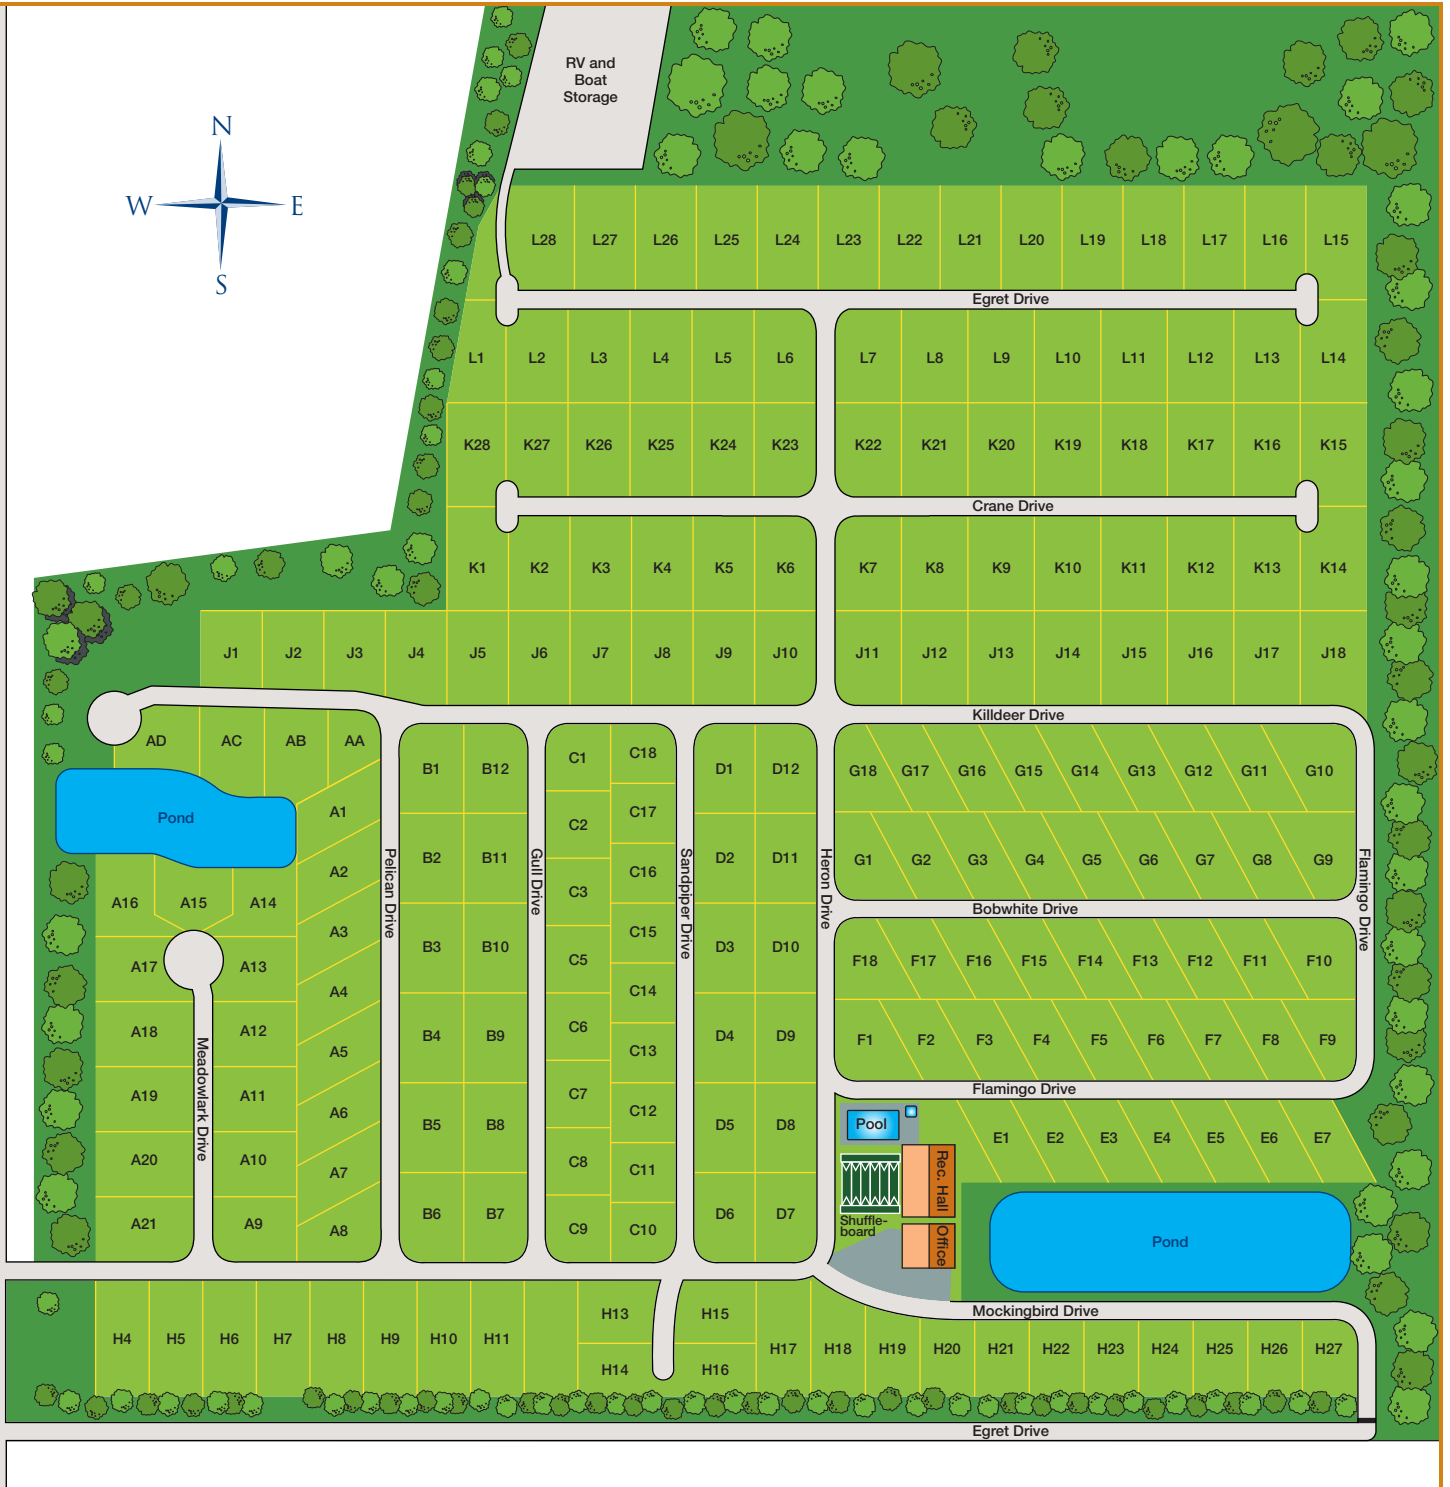 RV and
Boat
Storage
N
W
E
S
L28
L27
L26
L25
L24
L23
L22
L21
L20
L19
L18
L17
L16
L15
Egret Drive
L1
L2
L3
L4
L5
L6
L7
L8
L9
L10
L11
L12
L13
L14
K28
K27
K26
K25
K24
K23
K22
K21
K20
K19
K18
K17
K16
K15
Crane Drive
K1
K2
K3
K4
K5
K6
K7
K8
K9
K10
K11
K12
K13
K14
J1
J2
J3
J4
J5
J6
J7
J8
J9
J10
J11
J12
J13
J14
J15
J16
J17
J18
Killdeer Drive
AD
AC
AB
AA
Pond
A1
A2
A3
A4
A5
A6
A7
A8
A16
A15
A14
A17
A13
A18
A12
A19
A11
A20
A10
A21
A9
Meadowlark Drive
Pelican Drive
B1
B12
B2
B11
B3
B10
B4
B9
B5
B8
B6
B7
Gull Drive
C1
C18
C2
C17
C3
C16
C15
C5
C14
C6
C13
C7
C12
C8
C11
C9
C10
Sandpiper Drive
D1
D12
D2
D11
D3
D10
D4
D9
D5
D8
D6
D7
Heron Drive
G18
G17
G16
G15
G14
G13
G12
G11
G10
G1
G2
G3
G4
G5
G6
G7
G8
G9
Bobwhite Drive
Flamingo Drive
F18
F17
F16
F15
F14
F13
F12
F11
F10
F1
F2
F3
F4
F5
F6
F7
F8
F9
Flamingo Drive
Pool
Rec. Hall
Shuffle-
board
Office
E1
E2
E3
E4
E5
E6
E7
Pond
Mockingbird Drive
H4
H5
H6
H7
H8
H9
H10
H11
H13
H14
H15
H16
H17
H18
H19
H20
H21
H22
H23
H24
H25
H26
H27
Egret Drive